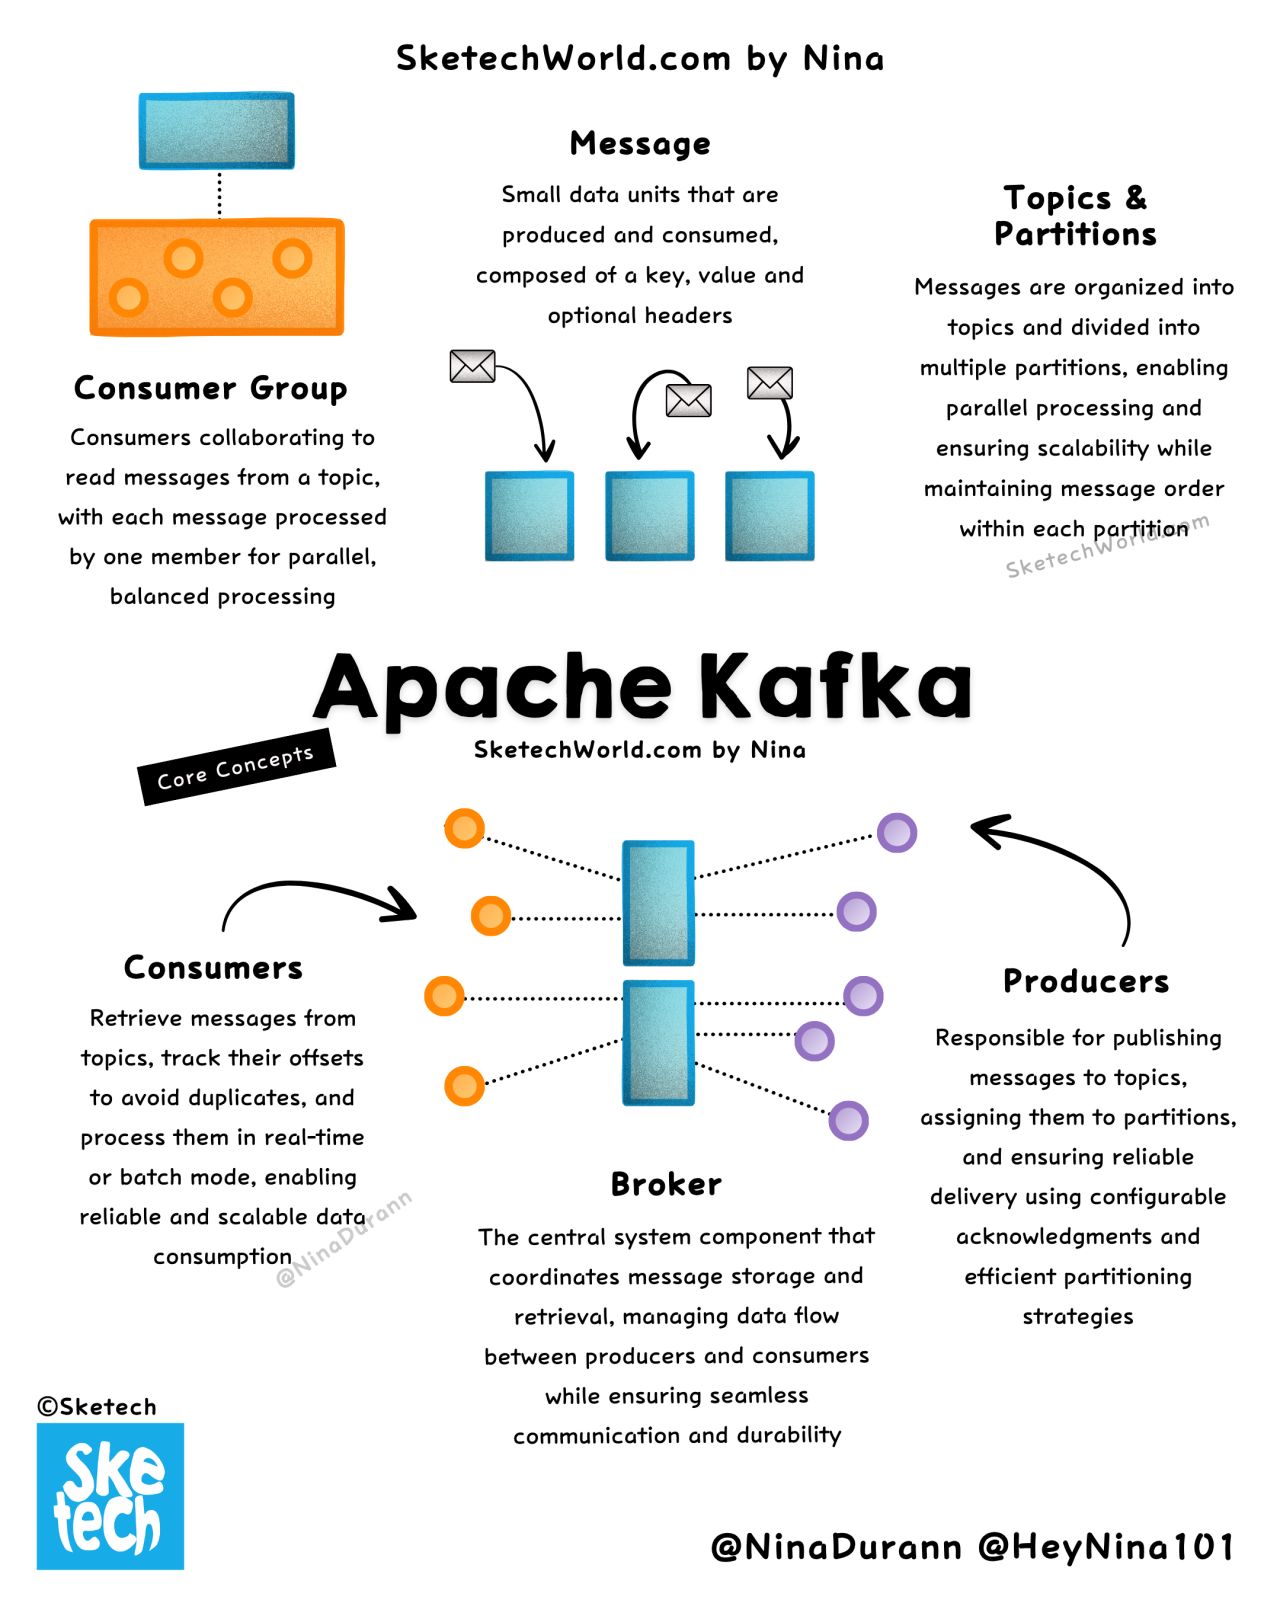 SketechWorld.com by Nina
Message
Small data units that are
produced and consumed,
composed of a key, value and
optional headers
Topics &
Partitions
Messages are organized into
topics and divided into
multiple partitions, enabling
parallel processing and
ensuring scalability while
maintaining message order
within each partition
SketechWorld.com
Consumer Group
Consumers collaborating to
read messages from a topic,
with each message processed
by one member for parallel,
balanced processing
Apache Kafka
SketechWorld.com by Nina
Core Concepts
Consumers
Retrieve messages from
topics, track their offsets
to avoid duplicates, and
process them in real-time
or batch mode, enabling
reliable and scalable data
consumption
@NinaDurann
Broker
The central system component that
coordinates message storage and
retrieval, managing data flow
between producers and consumers
while ensuring seamless
communication and durability
Producers
Responsible for publishing
messages to topics,
assigning them to partitions,
and ensuring reliable
delivery using configurable
acknowledgments and
efficient partitioning
strategies
©Sketech
Ske
tech
@NinaDurann @HeyNina101